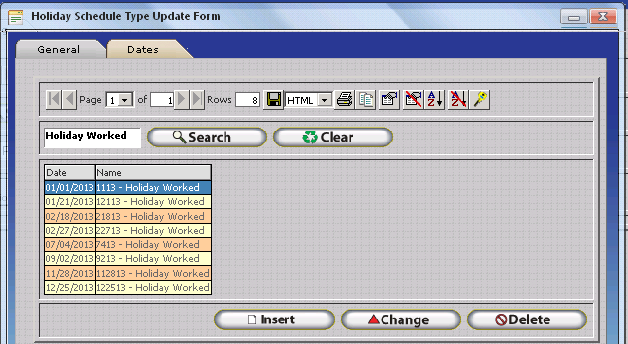 Holiday Schedule Type Update Form
General Dates
Page 1 of 1 Rows 8 HTML
Holiday Worked Search Clear
Date Name
01/01/2013 1113 - Holiday Worked
01/21/2013 12113 - Holiday Worked
02/18/2013 21813 - Holiday Worked
02/27/2013 22713 - Holiday Worked
07/04/2013 7413 - Holiday Worked
09/02/2013 9213 - Holiday Worked
11/28/2013 112813 - Holiday Worked
12/25/2013 122513 - Holiday Worked
Insert Change Delete